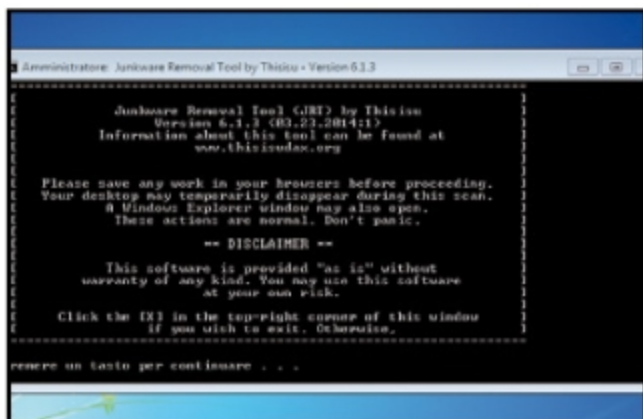 Amministratore: Junkware Removal Tool by Thisisu - Version 6.1.3
Junkware Removal Tool (JRT) by Thisisu
Version 6.1.3 (03.23.2014:1)
Information about this tool can be found at
www.thisisudax.org
Please save any work in your browsers before proceeding.
Your desktop may temporarily disappear during this scan.
A Windows Explorer window may also open.
These actions are normal. Don't panic.
== DISCLAIMER ==
This software is provided "as is" without
warranty of any kind. You may use this software
at your own risk.
Click the [X] in the top-right corner of this window
if you wish to exit. Otherwise,
remere un tasto per continuare . . .